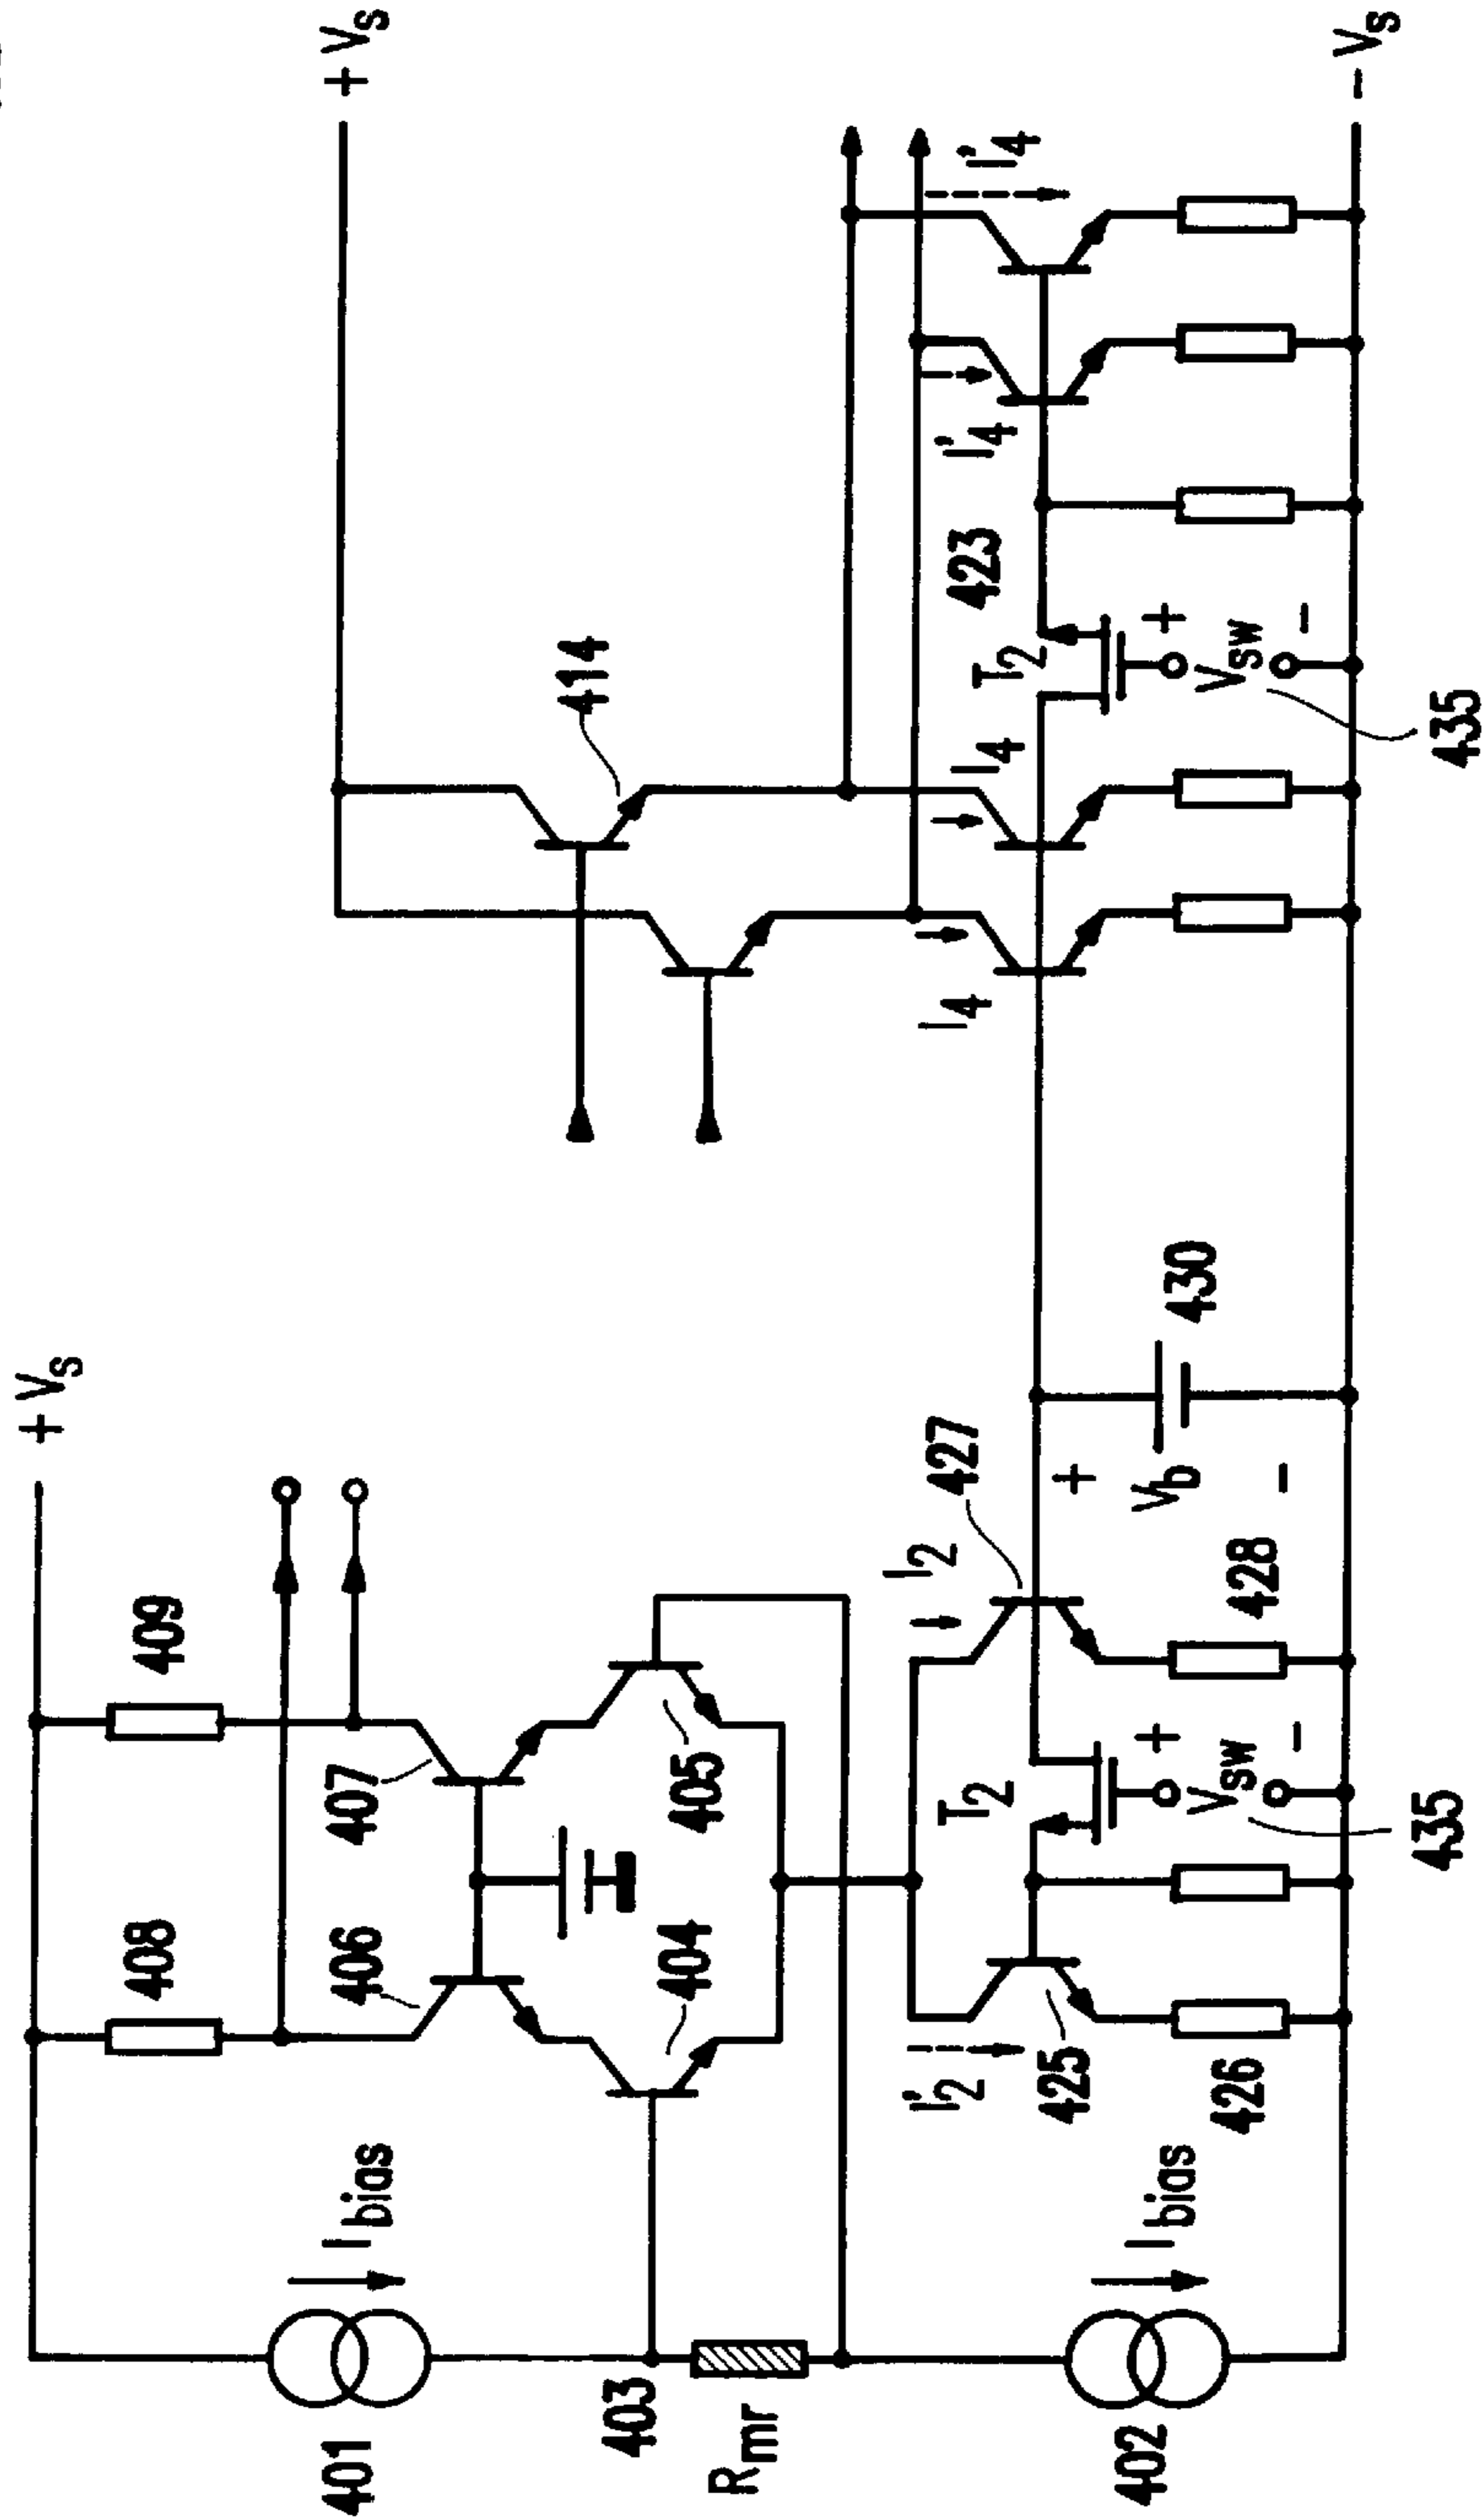 + Vs
408
409
+ Vs
401
Ibias
406
407
414
403
404
405
Rmr
I2
I'2
427
I4
T2
423
I'4
I4
I'4
T2
425
+
402
Ibias
+
Vb
430
+
Vsw
Vsw
426
428
−
−
−
− Vs
435
435